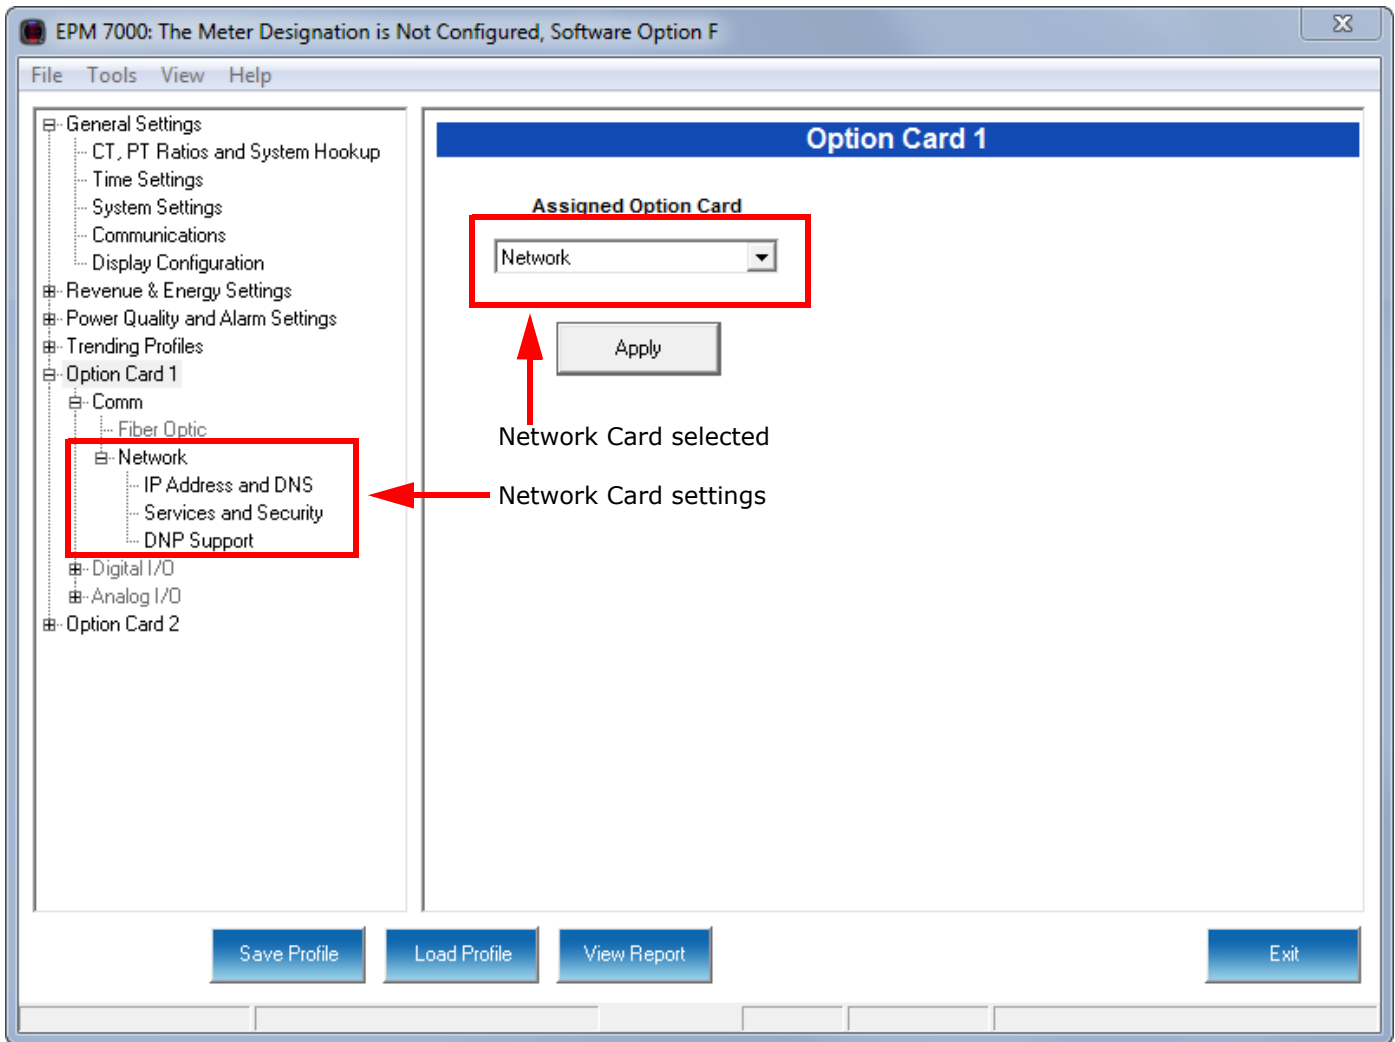 EPM 7000: The Meter Designation is Not Configured, Software Option F
File Tools View Help
General Settings
CT, PT Ratios and System Hookup
Time Settings
System Settings
Communications
Display Configuration
Revenue & Energy Settings
Power Quality and Alarm Settings
Trending Profiles
Option Card 1
Comm
Fiber Optic
Network
IP Address and DNS
Services and Security
DNP Support
Digital I/O
Analog I/O
Option Card 2
Option Card 1
Assigned Option Card
Network
Apply
Network Card selected
Network Card settings
Save Profile
Load Profile
View Report
Exit